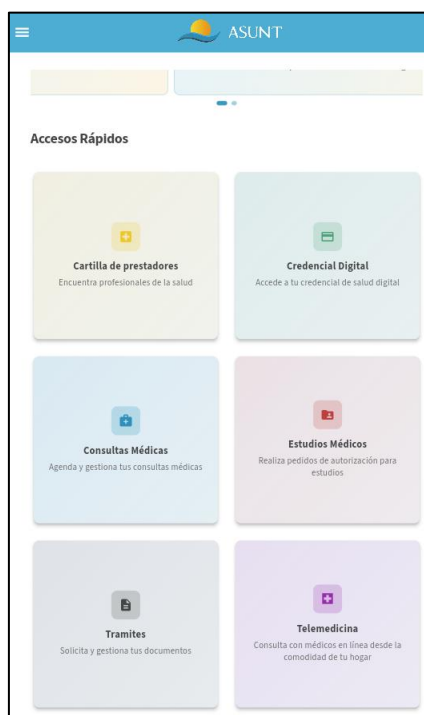 ASUNT
Accesos Rápidos
Cartilla de prestadores
Encuentra profesionales de la salud
Credencial Digital
Accede a tu credencial de salud digital
Consultas Médicas
Agenda y gestiona tus consultas médicas
Estudios Médicos
Realiza pedidos de autorización para
estudios
Tramites
Solicita y gestiona tus documentos
Telemedicina
Consulta con médicos en línea desde la
comodidad de tu hogar